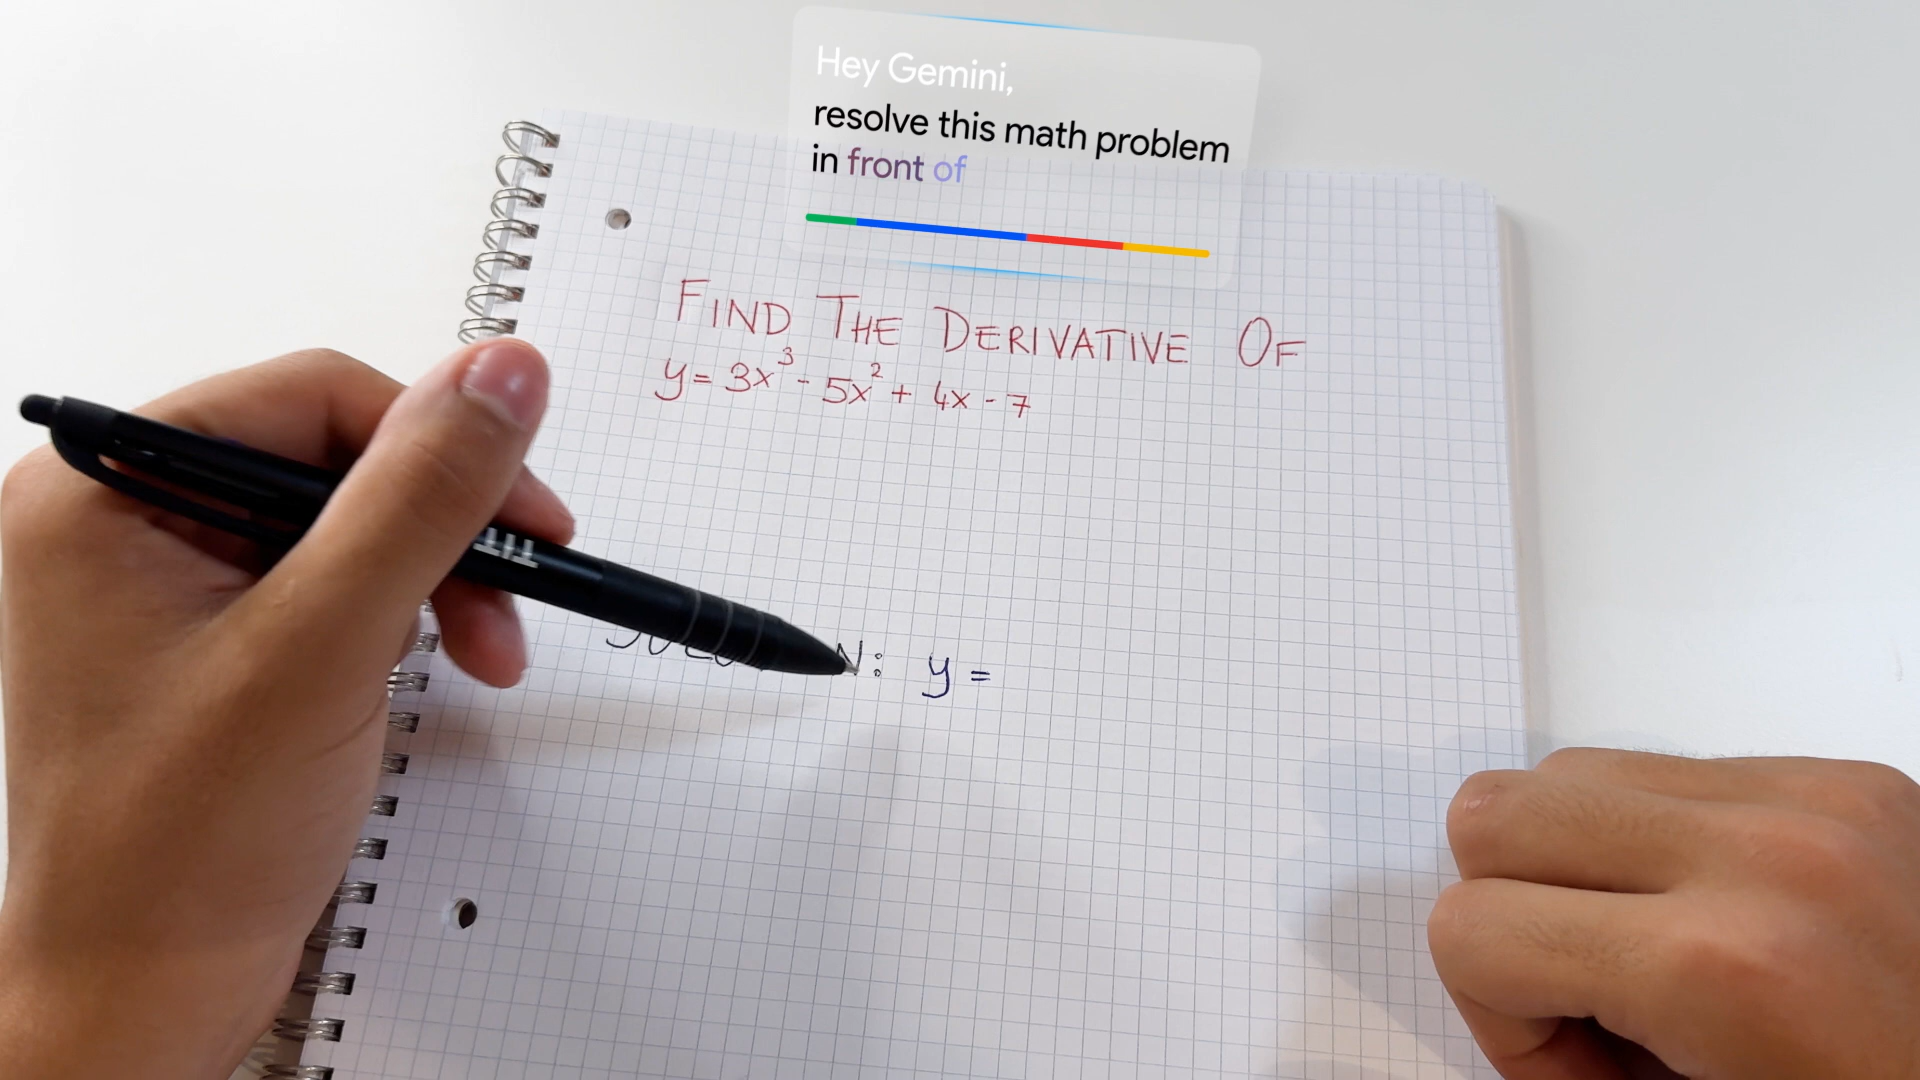 Hey Gemini,
resolve this math problem
in front of
FIND THE DERIVATIVE OF
y = 3x³ - 5x² + 4x - 7
N: y =